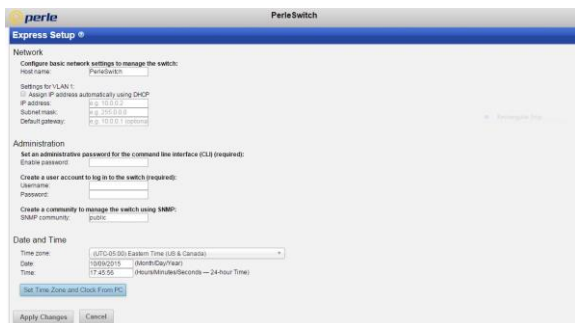 perle
PerleSwitch
Express Setup
Network
Configure basic network settings to manage the switch:
Host name: PerleSwitch
Settings for VLAN 1:
Assign IP address automatically using DHCP
IP address: e.g. 10.0.0.2
Subnet mask: e.g. 255.0.0.0
Default gateway: e.g. 10.0.0.1 (optional
Administration
Set an administrative password for the command line interface (CLI) (required):
Enable password:
Create a user account to log in to the switch (required):
Username:
Password:
Create a community to manage the switch using SNMP:
SNMP community: public
Date and Time
Time zone: (UTC-05:00) Eastern Time (US & Canada)
Date: 10/09/2015 (Month/Day/Year)
Time: 17:45:56 (Hours/Minutes/Seconds — 24-hour Time)
Set Time Zone and Clock From PC
Apply Changes Cancel